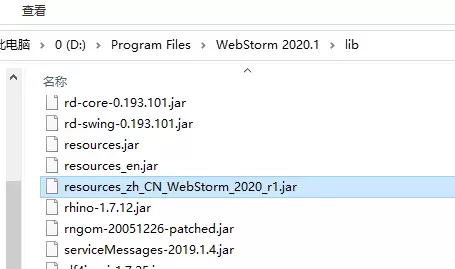 查看
此电脑 > 0 (D:) > Program Files > WebStorm 2020.1 > lib
名称
rd-core-0.193.101.jar
rd-swing-0.193.101.jar
resources.jar
resources_en.jar
resources_zh_CN_WebStorm_2020_r1.jar
rhino-1.7.12.jar
rngom-20051226-patched.jar
serviceMessages-2019.1.4.jar